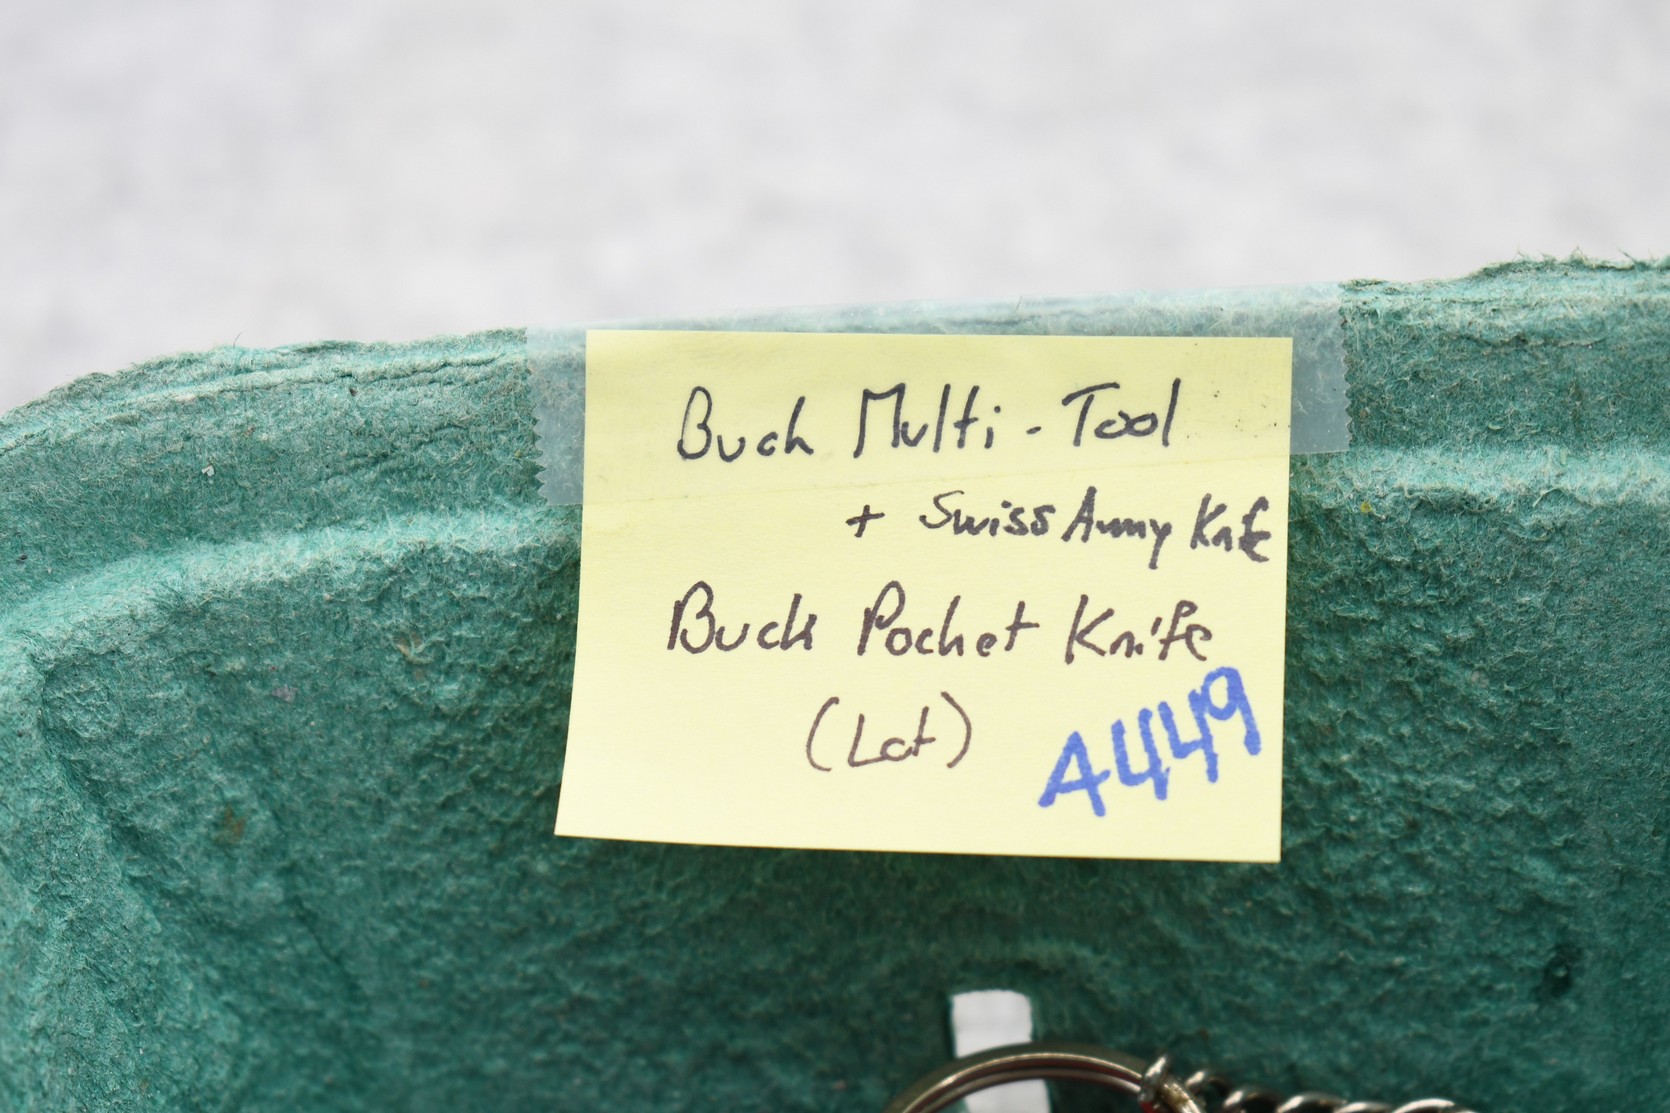 Buck Multi-Tool
+ Swiss Army Knife
Buck Pocket Knife
(Lot)
A449